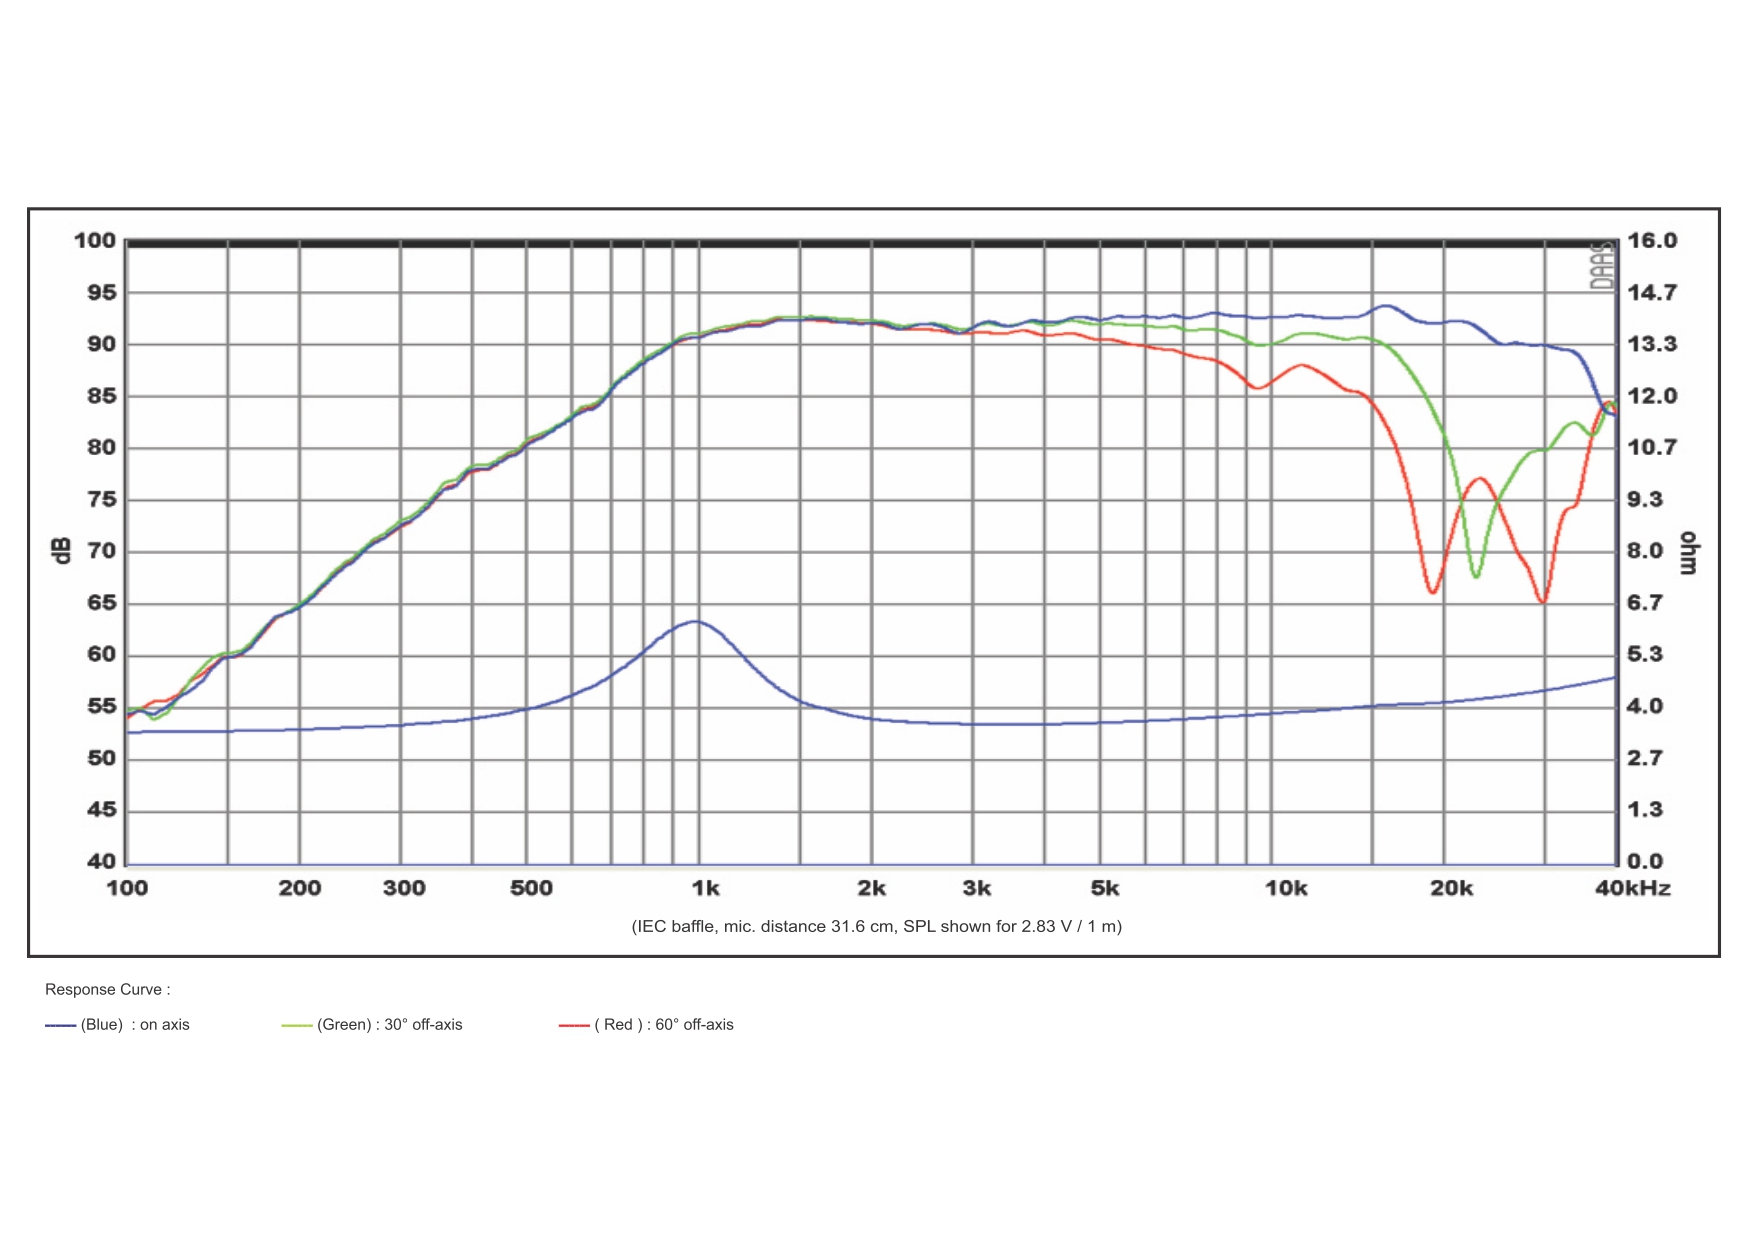 DAAS
100 16.0
95 14.7
90 13.3
85 12.0
80 10.7
75 9.3
dB 70 8.0 ohm
65 6.7
60 5.3
55 4.0
50 2.7
45 1.3
40 0.0
100 200 300 500 1k 2k 3k 5k 10k 20k 40kHz
(IEC baffle, mic. distance 31.6 cm, SPL shown for 2.83 V / 1 m)
Response Curve :
(Blue) : on axis (Green) : 30° off-axis ( Red ) : 60° off-axis